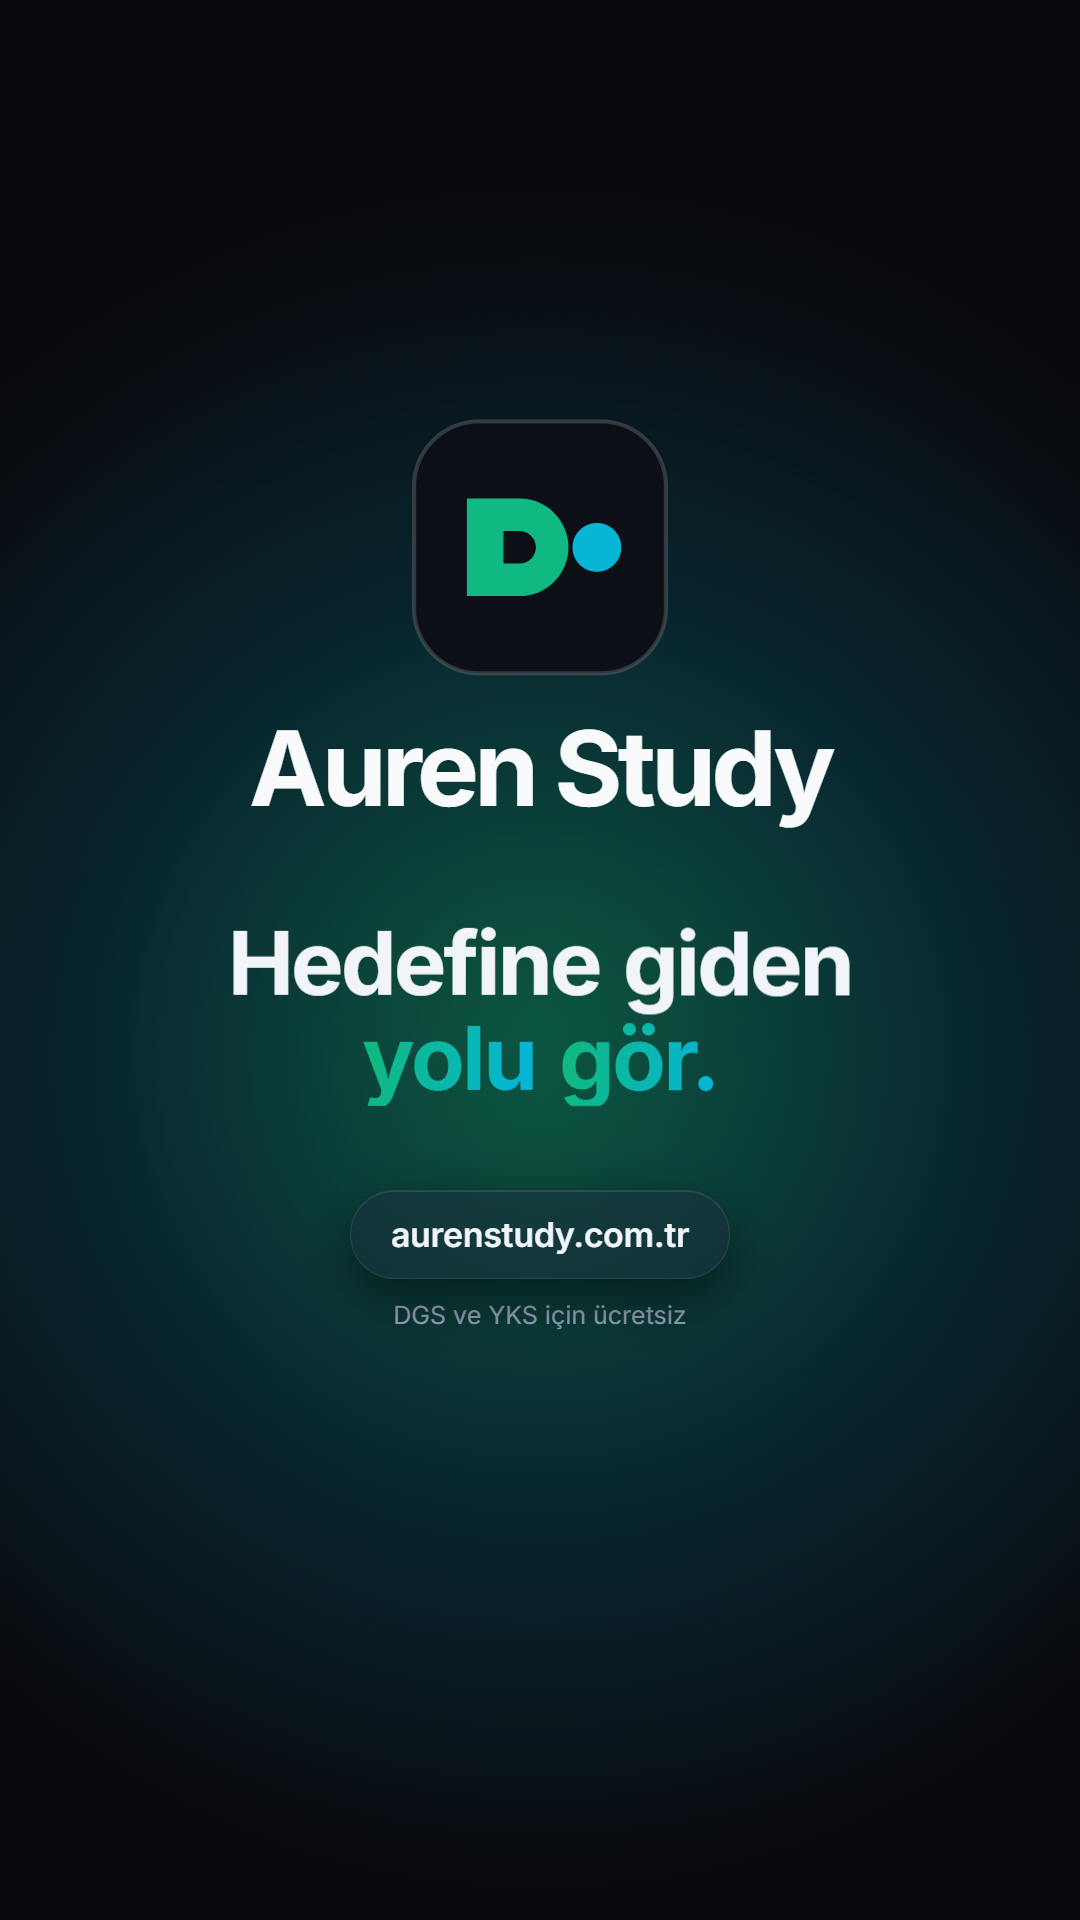 D
Auren Study
Hedefine giden
yolu gör.
aurenstudy.com.tr
DGS ve YKS için ücretsiz